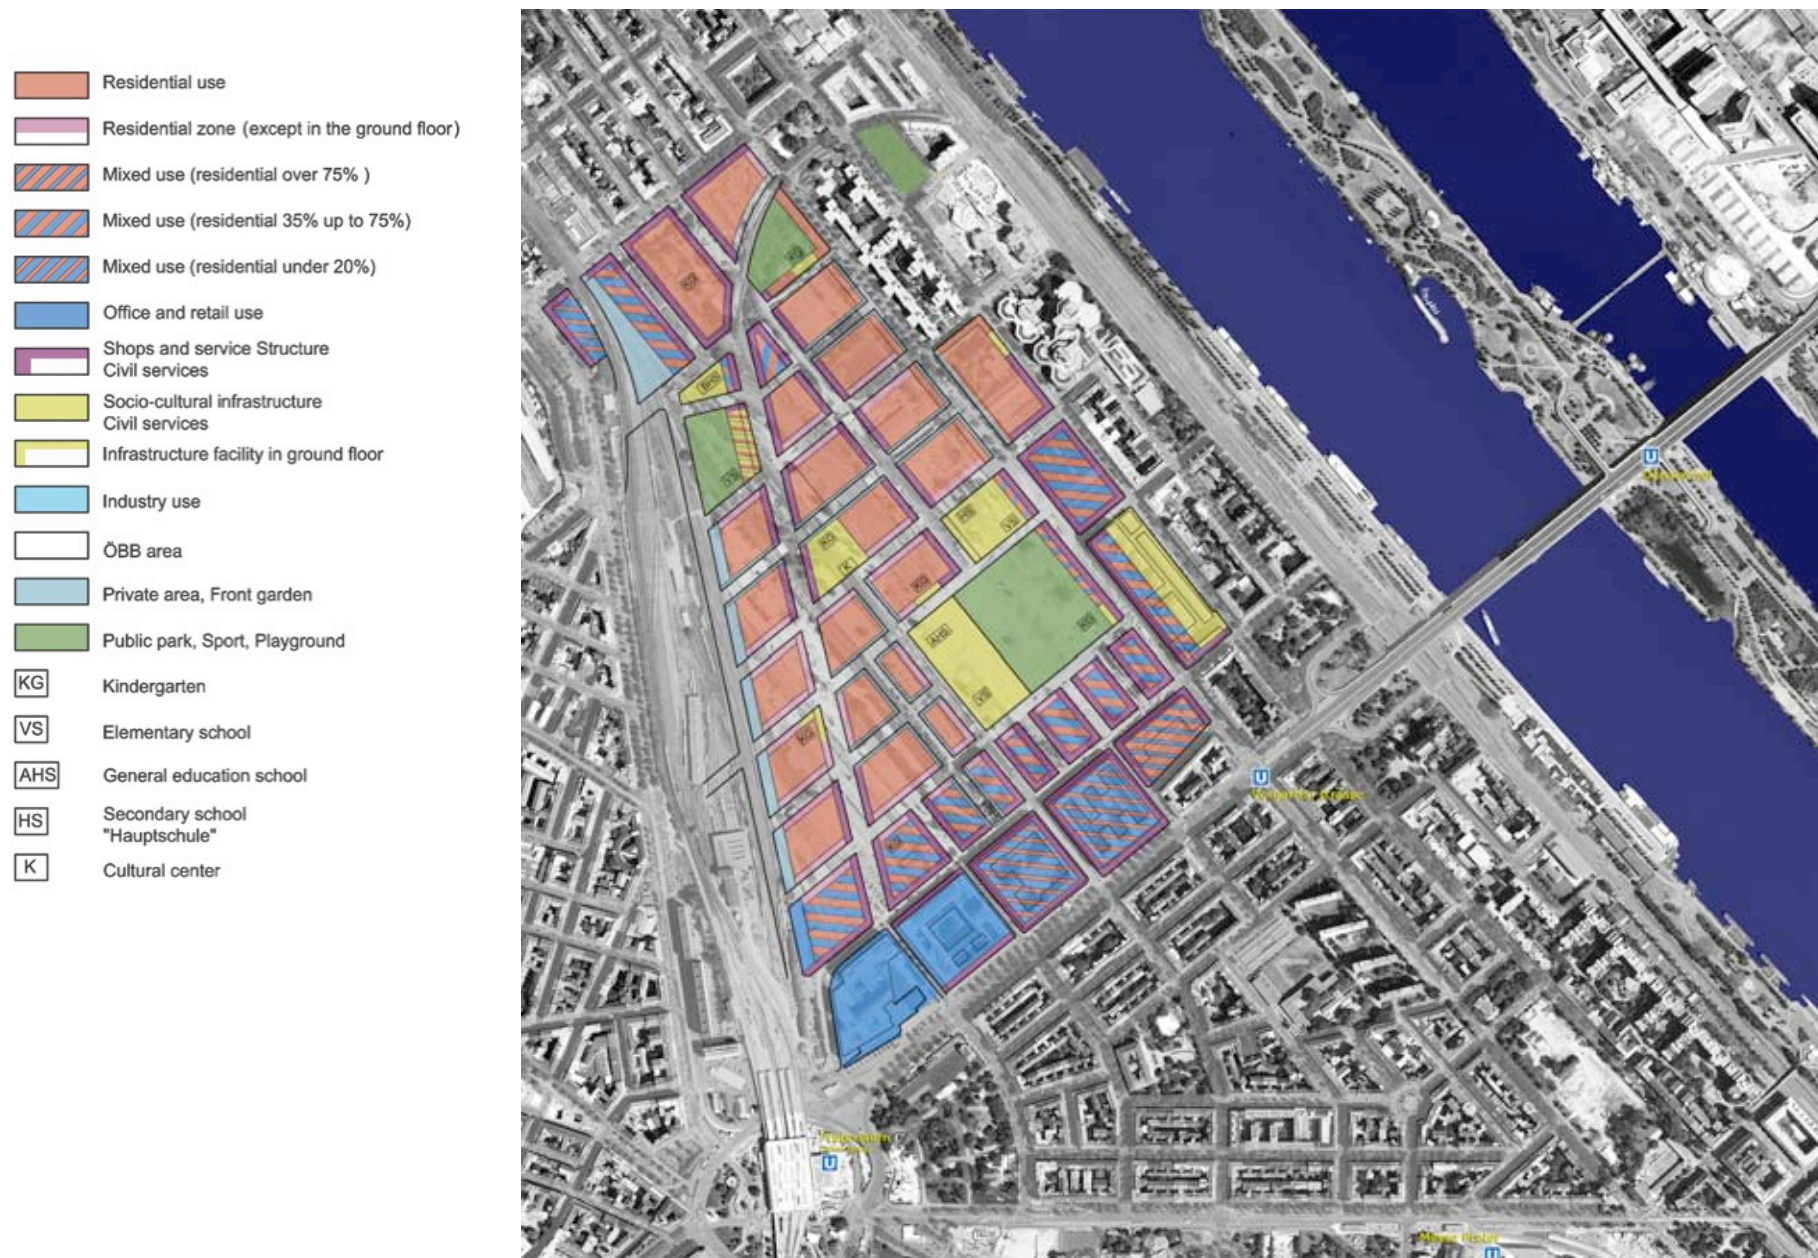 Residential use
Residential zone (except in the ground floor)
Mixed use (residential over 75% )
Mixed use (residential 35% up to 75%)
Mixed use (residential under 20%)
Office and retail use
Shops and service Structure
Civil services
Socio-cultural infrastructure
Civil services
Infrastructure facility in ground floor
Industry use
ÖBB area
Private area, Front garden
Public park, Sport, Playground
KG Kindergarten
VS Elementary school
AHS General education school
HS Secondary school
"Hauptschule"
K Cultural center
KG
KG
BHS
VS
HS
VS
KG
K
KG
AHS
KG
VS
KG
U
U
U
U